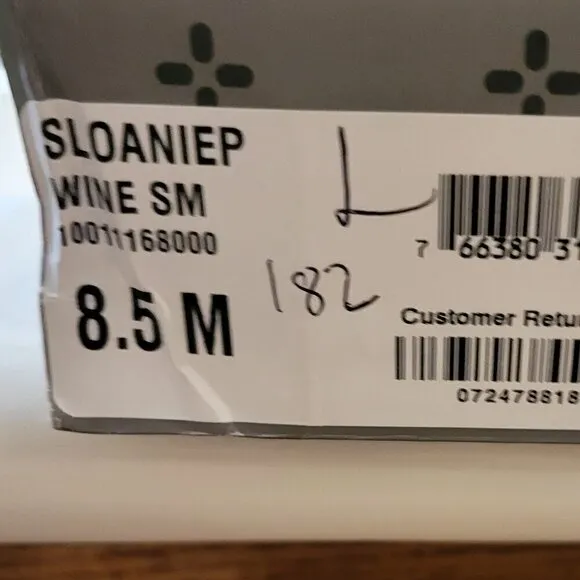 SLOANIEP
WINE SM
10011168000
8.5 M
L
182
7 66380 31
Customer Retu
072478818